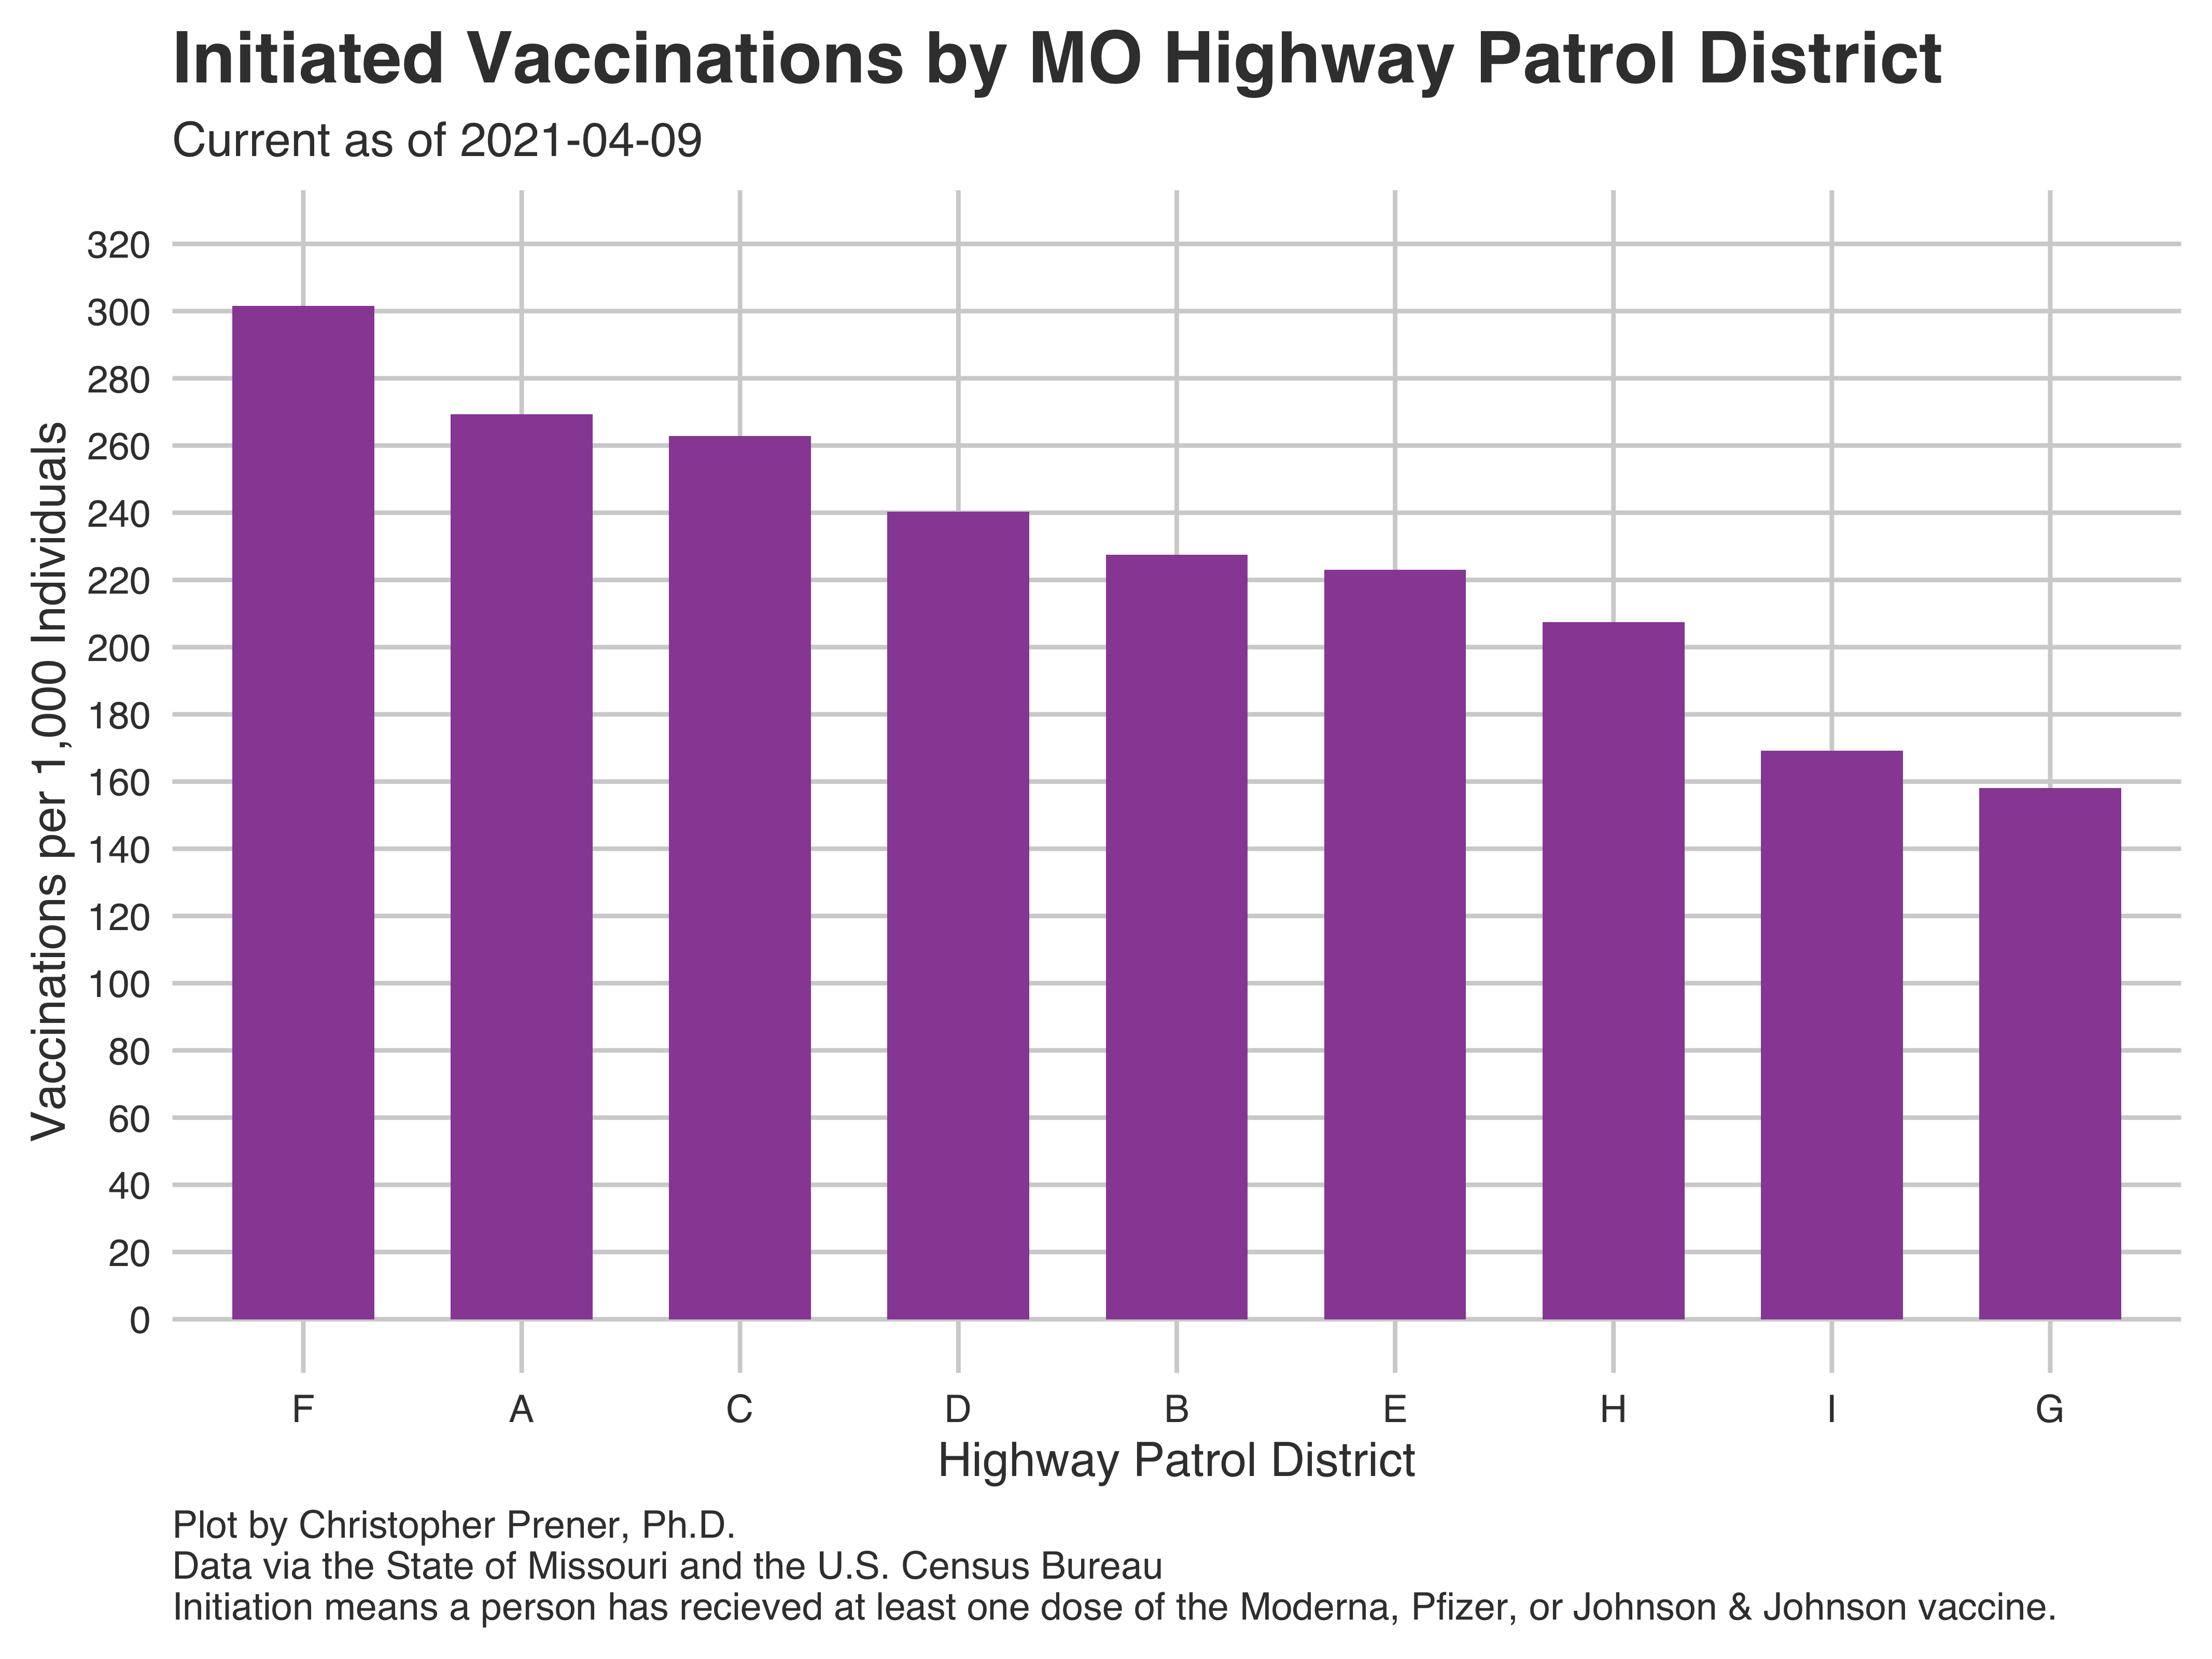 Initiated Vaccinations by MO Highway Patrol District
Current as of 2021-04-09
Vaccinations per 1,000 Individuals
320
300
280
260
240
220
200
180
160
140
120
100
80
60
40
20
0
F A C D B E H I G
Highway Patrol District
Plot by Christopher Prener, Ph.D.
Data via the State of Missouri and the U.S. Census Bureau
Initiation means a person has recieved at least one dose of the Moderna, Pfizer, or Johnson & Johnson vaccine.